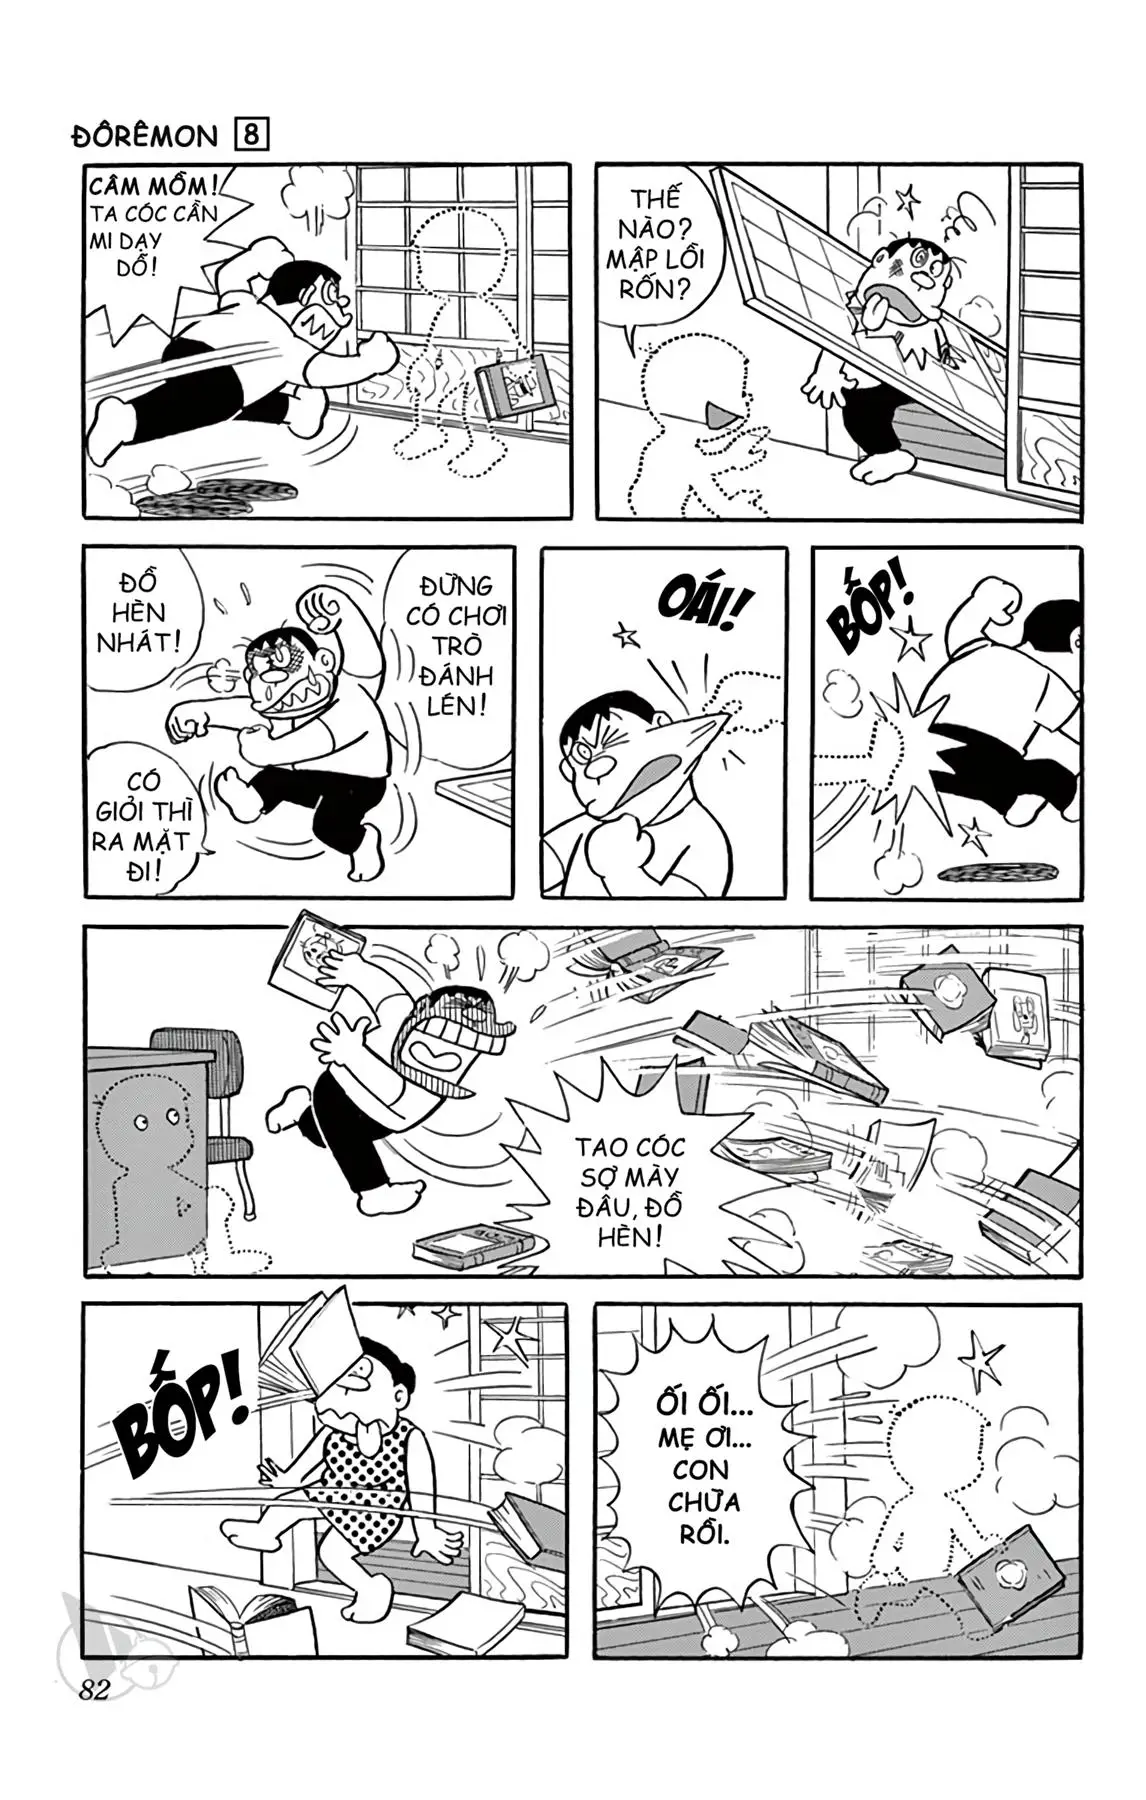 ĐÔRÊMON 8
CÂM MỒM!
TA CÓC CẦN
MI DẠY
DỖ!
THẾ
NÀO?
MẬP LỒI
RỐN?
ĐỒ
HÈN
NHÁT!
ĐỪNG
CÓ CHƠI
TRÒ
ĐÁNH
LÉN!
CÓ
GIỎI THÌ
RA MẶT
ĐI!
OÁI!
BỐP!
TAO CÓC
SỢ MÀY
ĐÂU, ĐỒ
HÈN!
BỐP!
ỐI ỐI...
MẸ ƠI...
CON
CHỪA
RỒI.
82